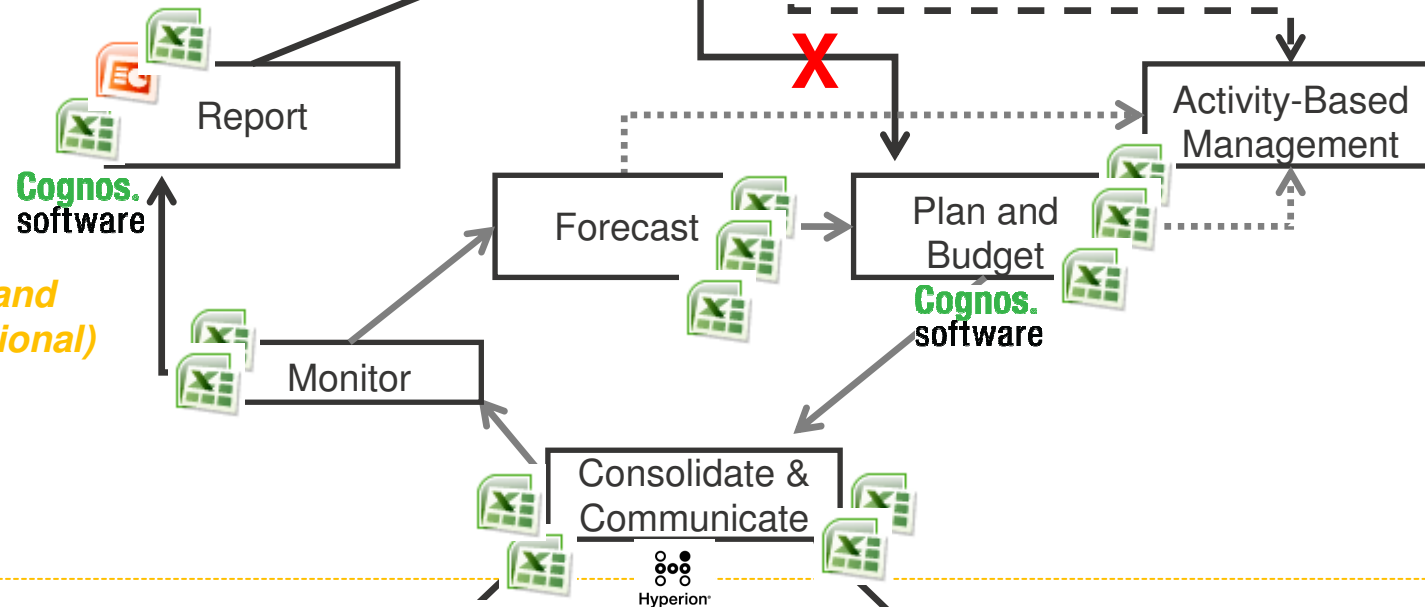 X
Activity-Based
Management
Report
Cognos.
software
Forecast
Plan and
Budget
Cognos.
software
and
ional)
Monitor
Consolidate &
Communicate
Hyperion